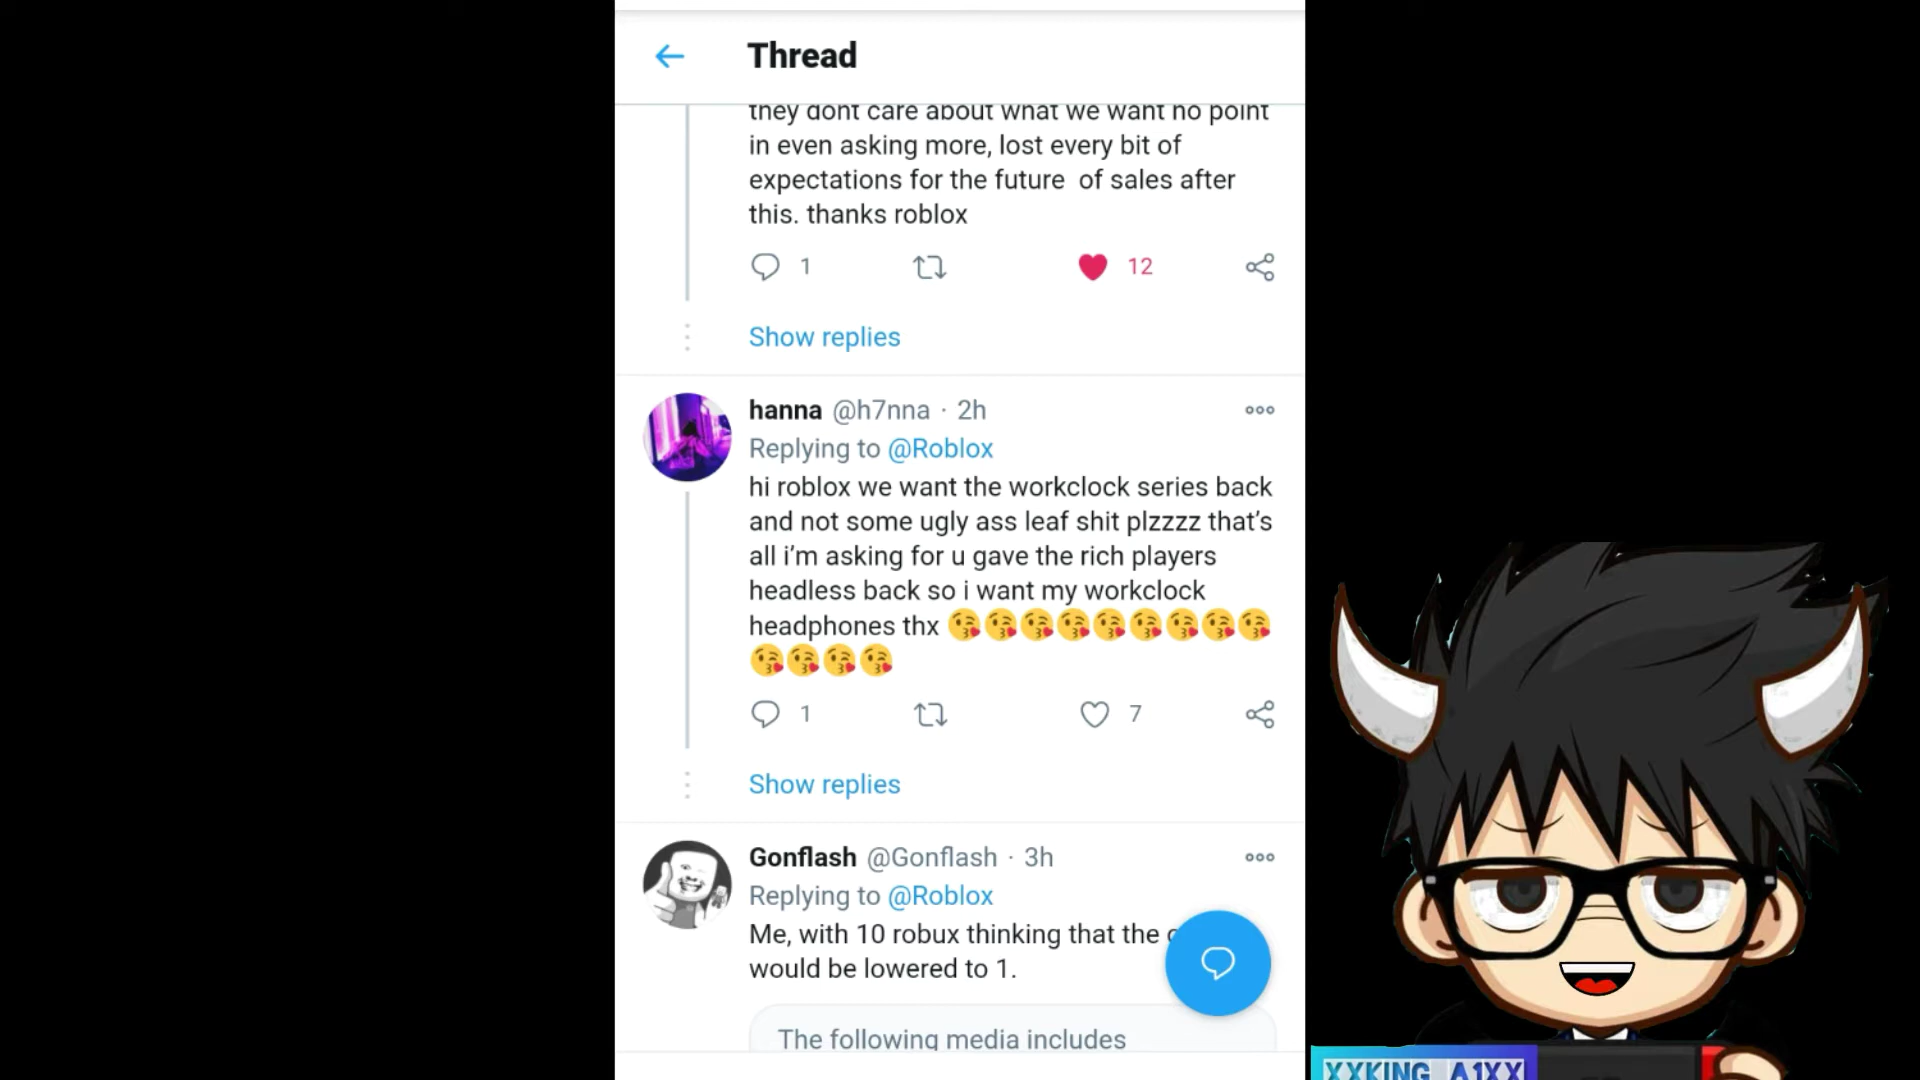 Thread
they dont care about what we want no point
in even asking more, lost every bit of
expectations for the future of sales after
this. thanks roblox
1 12
Show replies
hanna @h7nna · 2h
Replying to @Roblox
hi roblox we want the workclock series back
and not some ugly ass leaf shit plzzzz that's
all i'm asking for u gave the rich players
headless back so i want my workclock
headphones thx 😘😘😘😘😘😘😘😘😘
😘😘😘😘
1 7
Show replies
Gonflash @Gonflash · 3h
Replying to @Roblox
Me, with 10 robux thinking that the
would be lowered to 1.
The following media includes
XXKING_A1XX